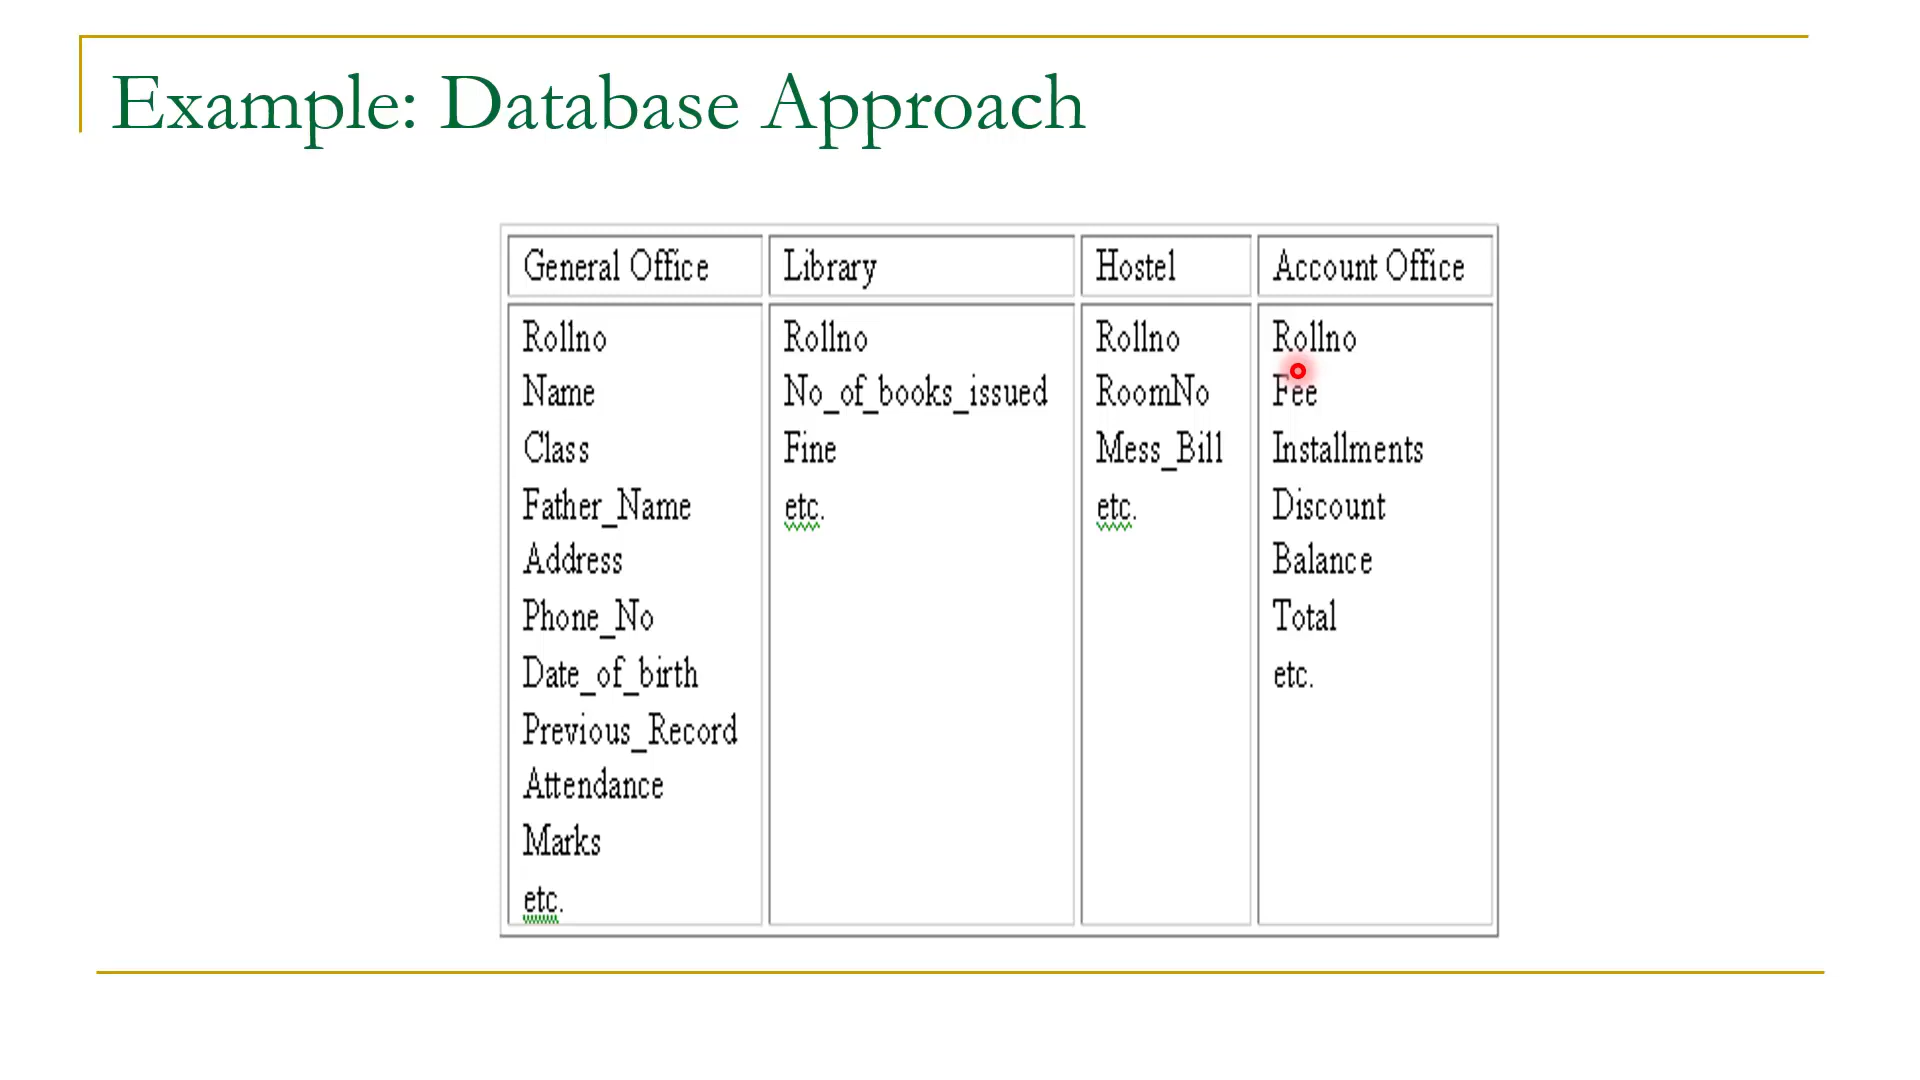 Example: Database Approach
General Office
Library
Hostel
Account Office
Rollno
Name
Class
Father_Name
Address
Phone_No
Date_of_birth
Previous_Record
Attendance
Marks
etc.
Rollno
No_of_books_issued
Fine
etc.
Rollno
RoomNo
Mess_Bill
etc.
Rollno
Fee
Installments
Discount
Balance
Total
etc.